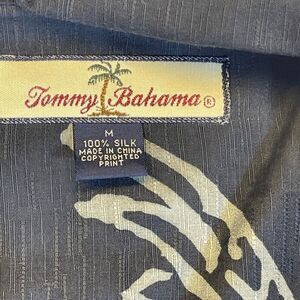 Tommy Bahama®
M
100% SILK
MADE IN CHINA
COPYRIGHTED
PRINT